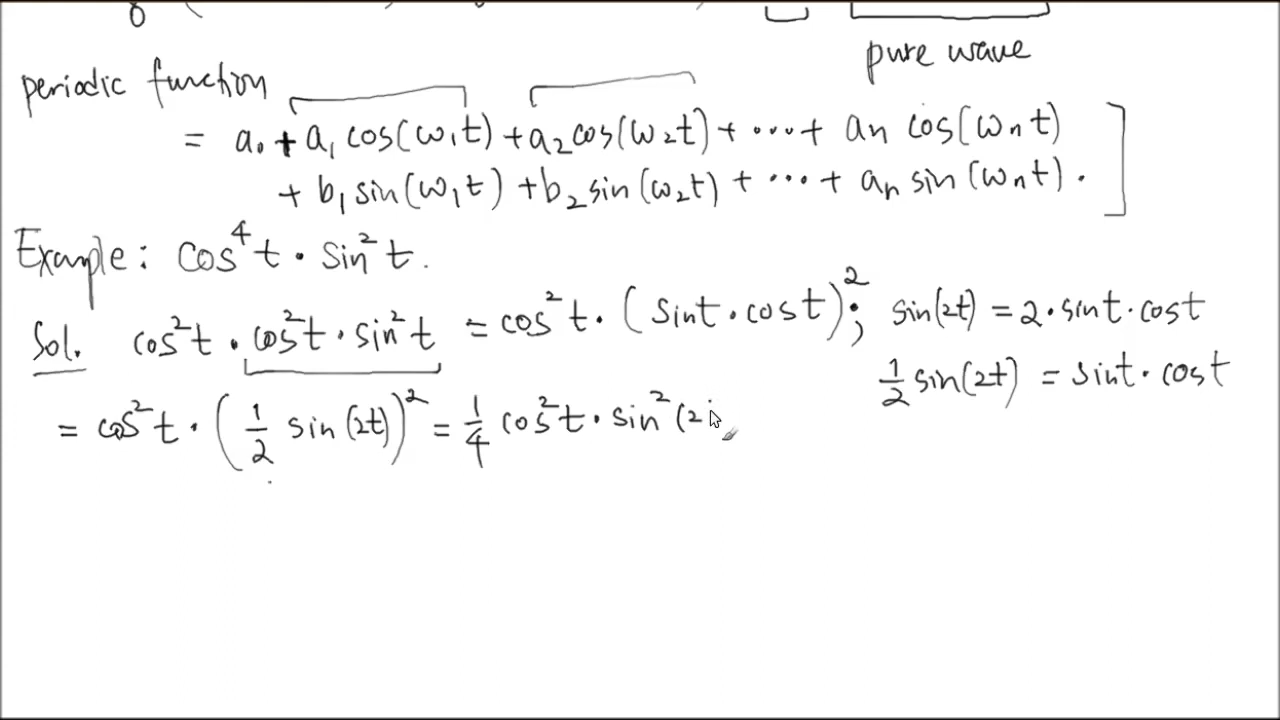 pure wave
periodic function
= a₀ + a₁ cos(ω₁t) + a₂ cos(ω₂t) + ⋯ + an cos(ωnt)
+ b₁ sin(ω₁t) + b₂ sin(ω₂t) + ⋯ + an sin(ωnt).
Example: cos⁴t · sin²t.
Sol. cos²t · cos²t · sin²t = cos²t · (sint · cost)²; sin(2t) = 2 · sint · cost
1/2 sin(2t) = sint · cost
= cos²t · (1/2 sin(2t))² = 1/4 cos²t · sin²(2